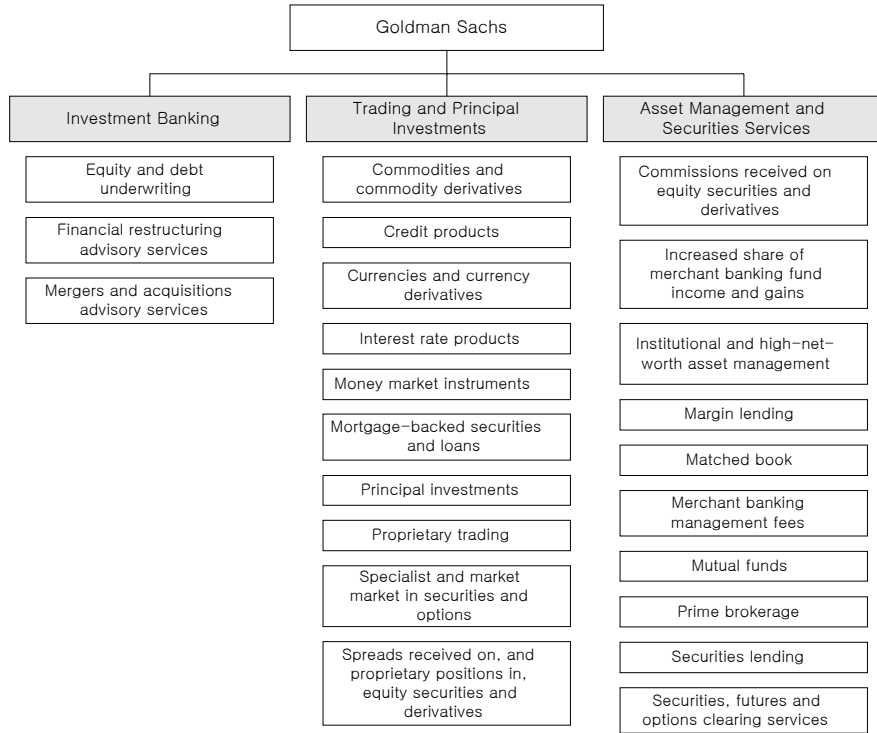 Goldman Sachs
Investment Banking
Equity and debt
underwriting
Financial restructuring
advisory services
Mergers and acquisitions
advisory services
Trading and Principal
Investments
Commodities and
commodity derivatives
Credit products
Currencies and currency
derivatives
Interest rate products
Money market instruments
Mortgage-backed securities
and loans
Principal investments
Proprietary trading
Specialist and market
market in securities and
options
Spreads received on, and
proprietary positions in,
equity securities and
derivatives
Asset Management and
Securities Services
Commissions received on
equity securities and
derivatives
Increased share of
merchant banking fund
income and gains
Institutional and high-net-
worth asset management
Margin lending
Matched book
Merchant banking
management fees
Mutual funds
Prime brokerage
Securities lending
Securities, futures and
options clearing services